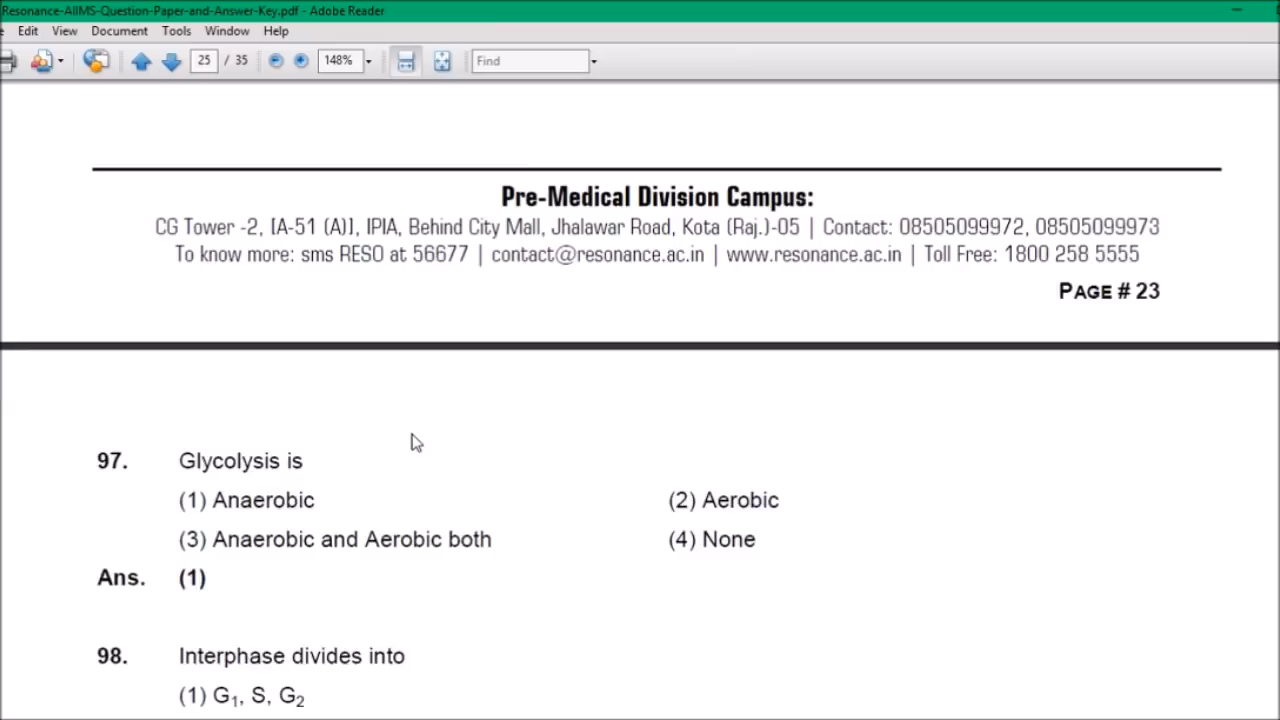 Resonance-AIIMS-Question-Paper-and-Answer-Key.pdf - Adobe Reader
Edit View Document Tools Window Help
25 / 35 148% Find
Pre-Medical Division Campus:
CG Tower -2, [A-51 (A)], IPIA, Behind City Mall, Jhalawar Road, Kota (Raj.)-05 | Contact: 08505099972, 08505099973
To know more: sms RESO at 56677 | contact@resonance.ac.in | www.resonance.ac.in | Toll Free: 1800 258 5555
PAGE # 23
97. Glycolysis is
(1) Anaerobic (2) Aerobic
(3) Anaerobic and Aerobic both (4) None
Ans. (1)
98. Interphase divides into
(1) G₁, S, G₂